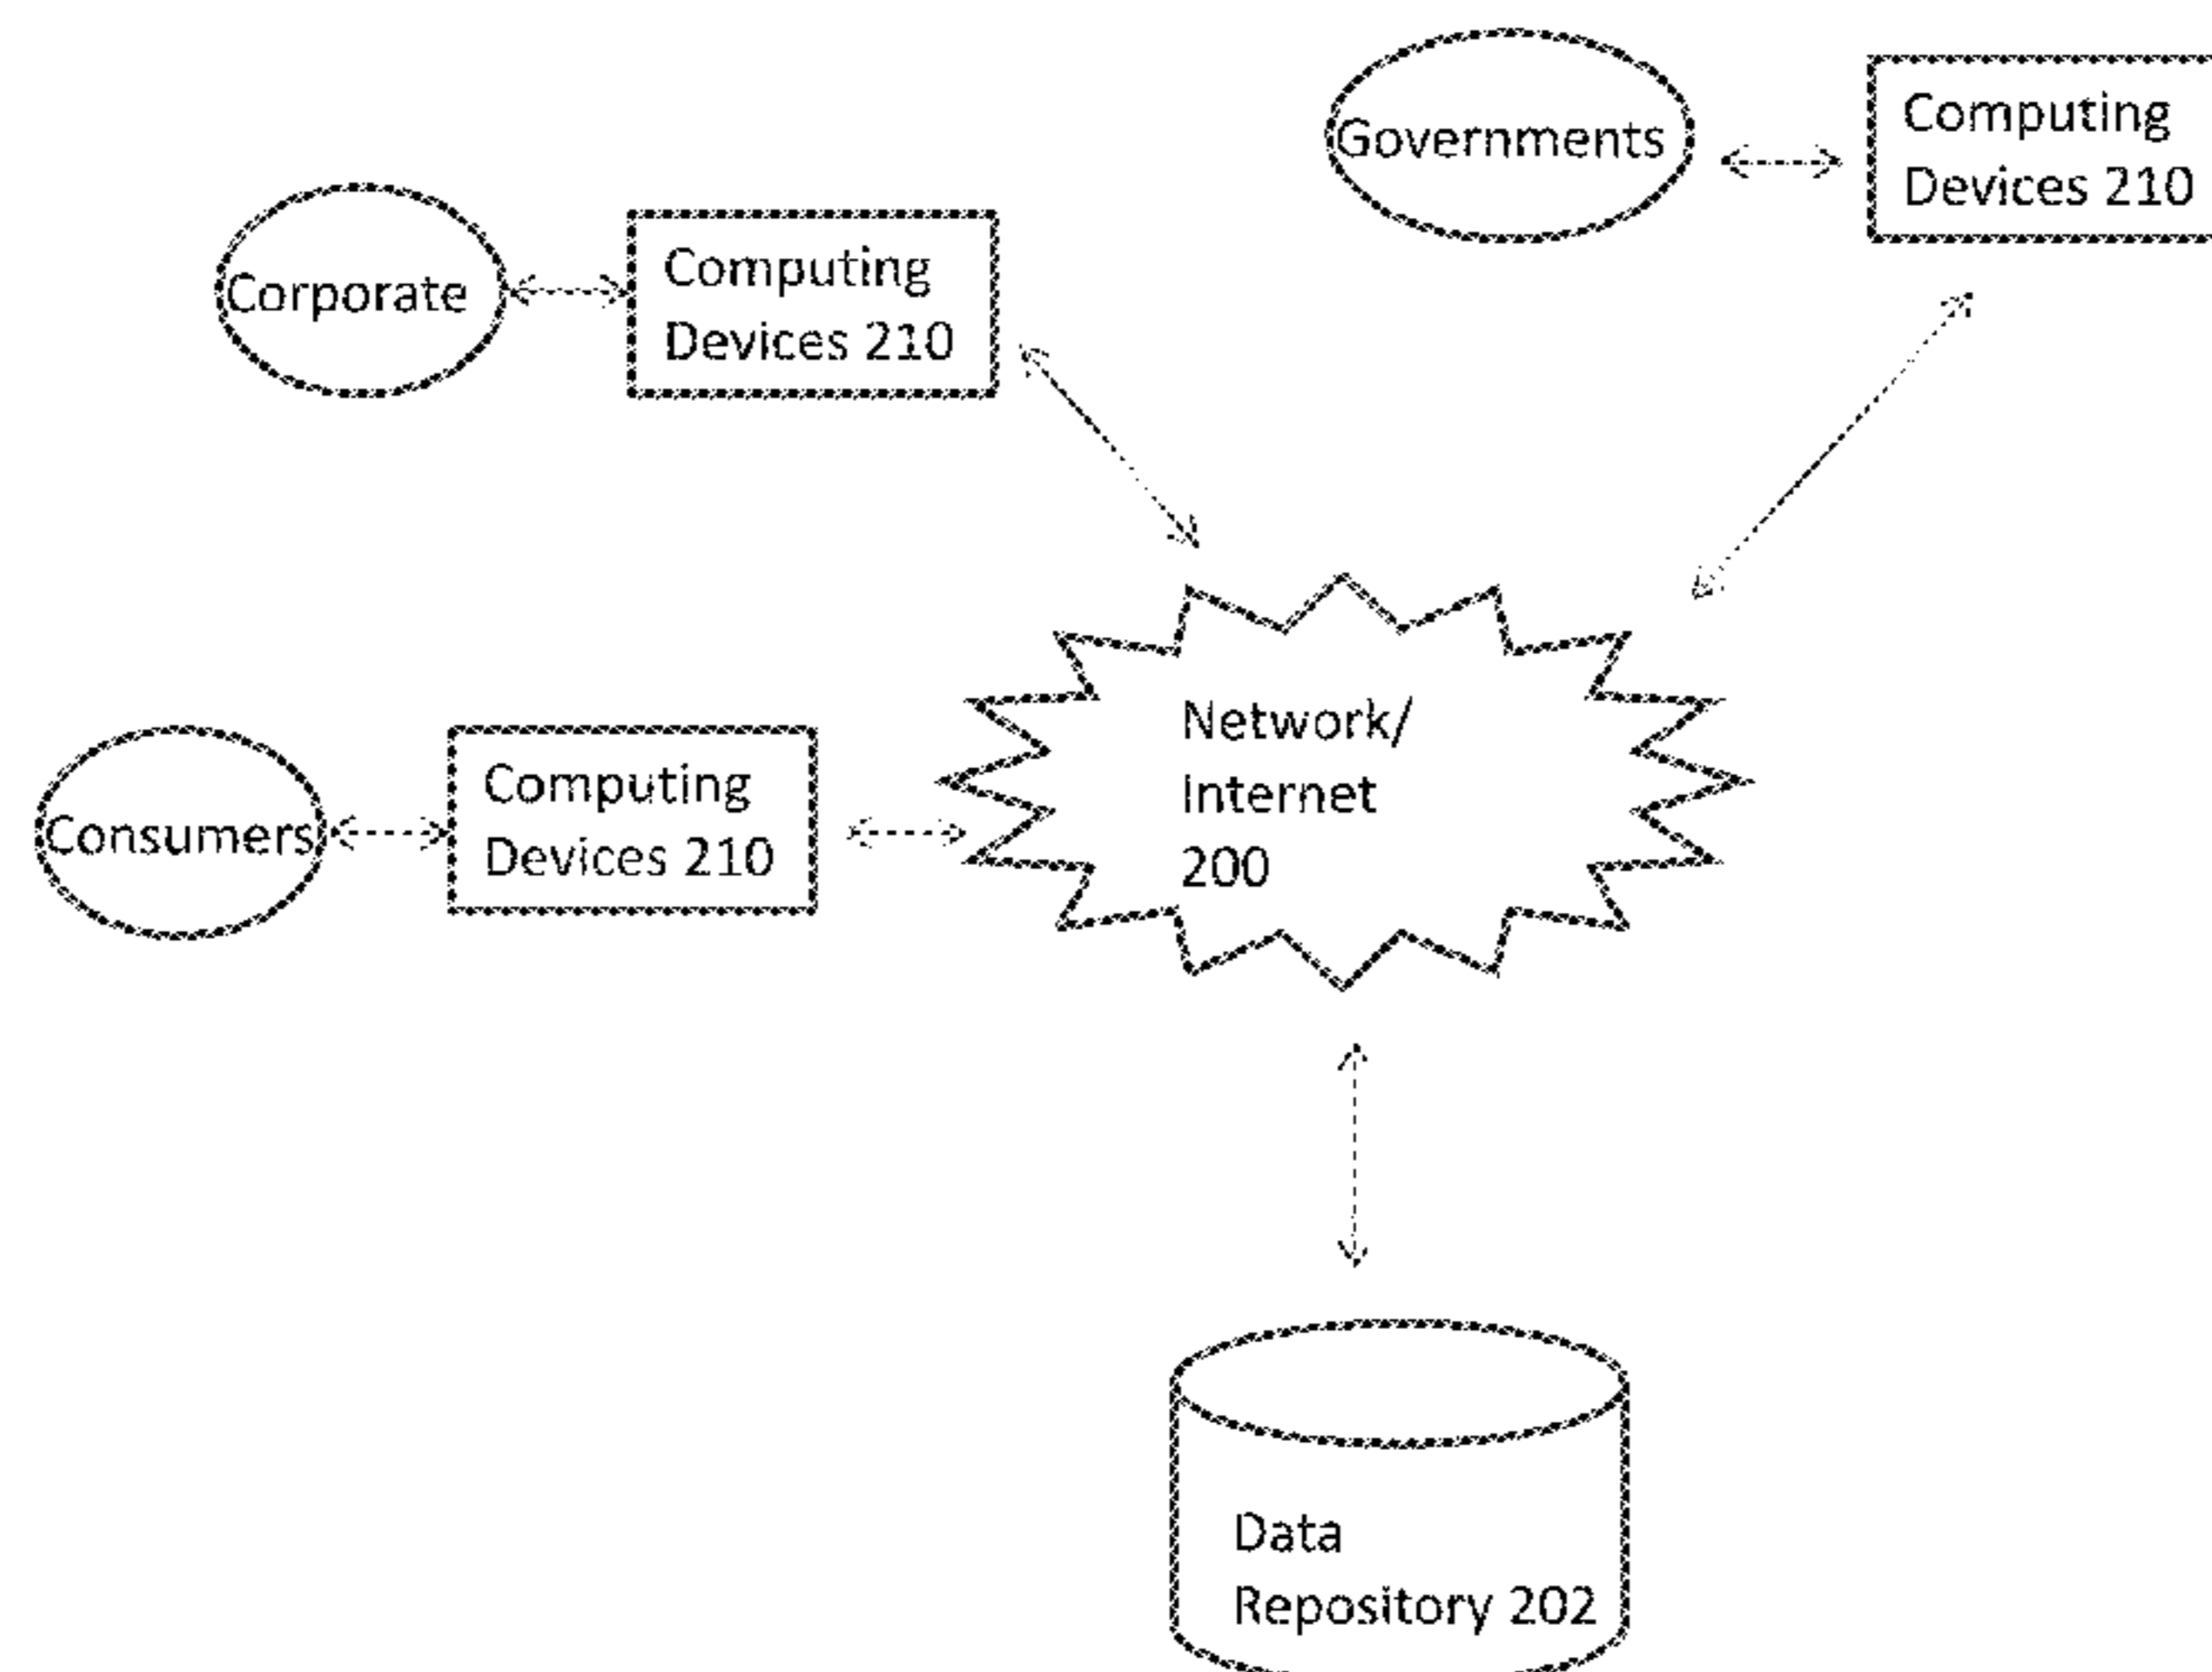 Governments
Computing
Devices 210
Corporate
Computing
Devices 210
Network/
Internet
200
Consumers
Computing
Devices 210
Data
Repository 202